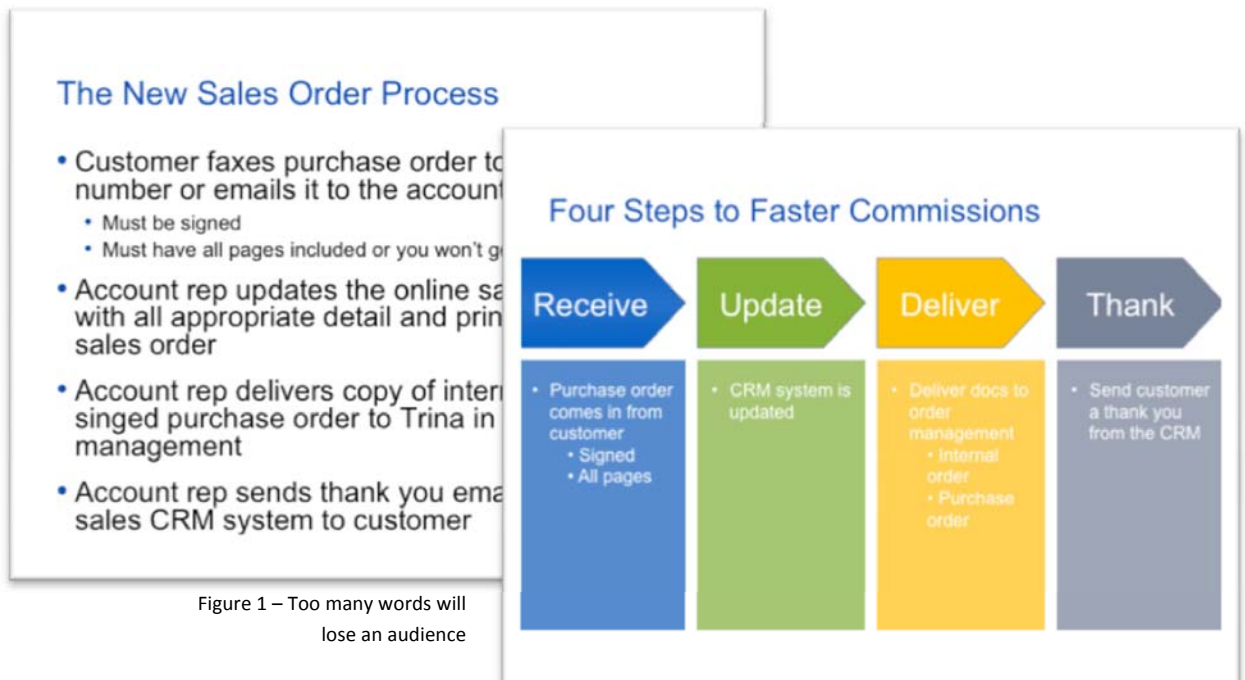 The New Sales Order Process
• Customer faxes purchase order to
number or emails it to the account
• Must be signed
• Must have all pages included or you won't g
• Account rep updates the online sa
with all appropriate detail and prin
sales order
• Account rep delivers copy of inter
singed purchase order to Trina in
management
• Account rep sends thank you ema
sales CRM system to customer
Figure 1 – Too many words will
lose an audience
Four Steps to Faster Commissions
Receive
• Purchase order
comes in from
customer
• Signed
• All pages
Update
• CRM system is
updated
Deliver
• Deliver docs to
order
management
• Internal
order
• Purchase
order
Thank
• Send customer
a thank you
from the CRM